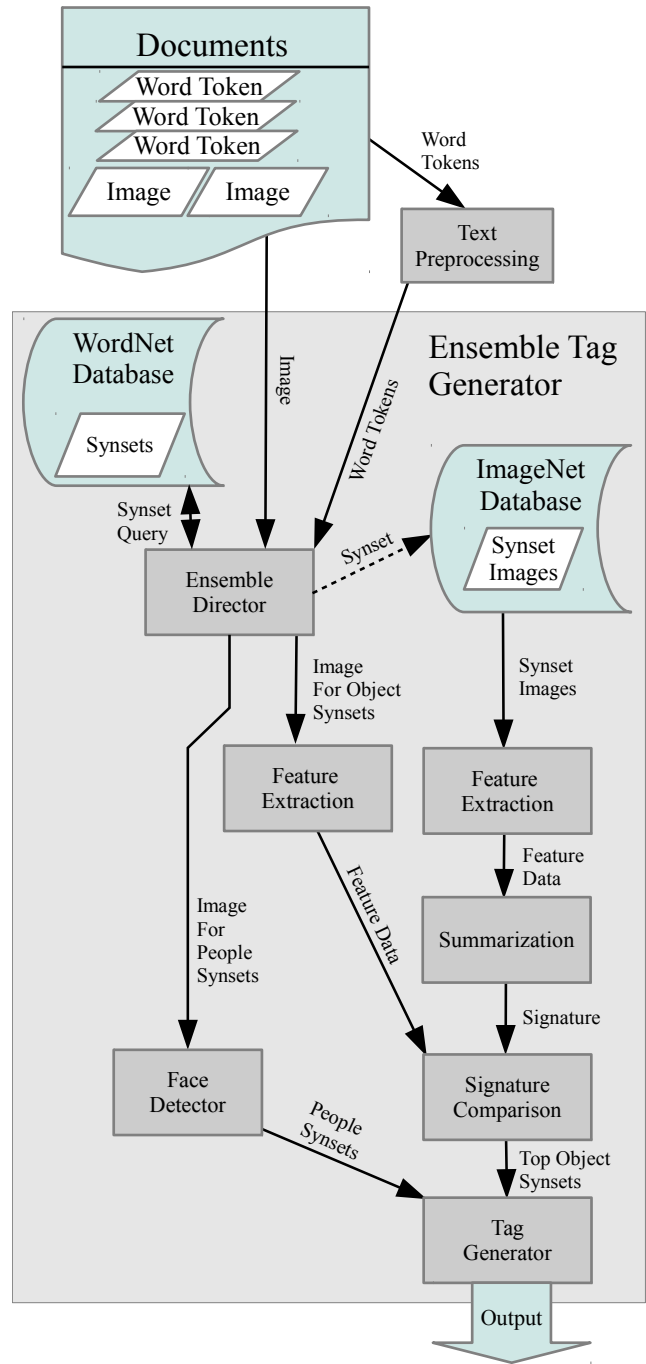 Documents
Word Token
Word Token
Word Token
Image
Image
Word
Tokens
Text
Preprocessing
Image
Word Tokens
WordNet
Database
Synsets
Ensemble Tag
Generator
ImageNet
Database
Synset
Images
Synset
Query
Synset
Ensemble
Director
Image
For Object
Synsets
Synset
Images
Feature
Extraction
Feature
Extraction
Feature Data
Feature
Data
Image
For
People
Synsets
Summarization
Signature
Face
Detector
Signature
Comparison
People
Synsets
Top Object
Synsets
Tag
Generator
Output